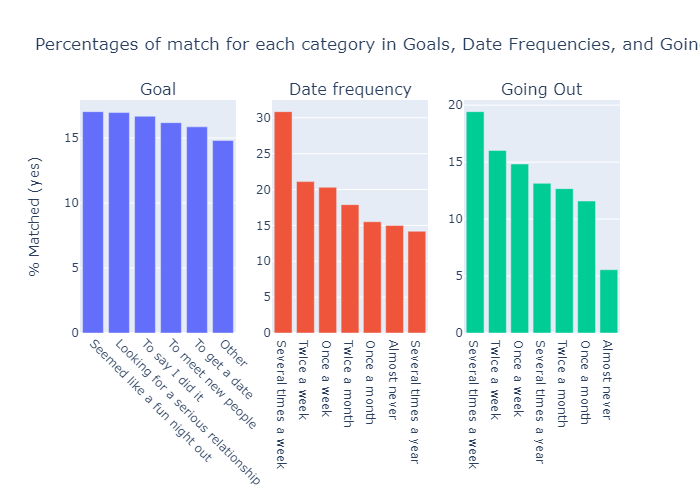 Percentages of match for each category in Goals, Date Frequencies, and Goin
Goal
Date frequency
Going Out
% Matched (yes)
15
10
5
0
Seemed like a fun night out
Looking for a serious relationship
To say I did it
To meet new people
To get a date
Other
30
25
20
15
10
5
0
Several times a week
Twice a week
Once a week
Twice a month
Once a month
Almost never
Several times a year
20
15
10
5
0
Several times a week
Twice a week
Once a week
Several times a year
Twice a month
Once a month
Almost never